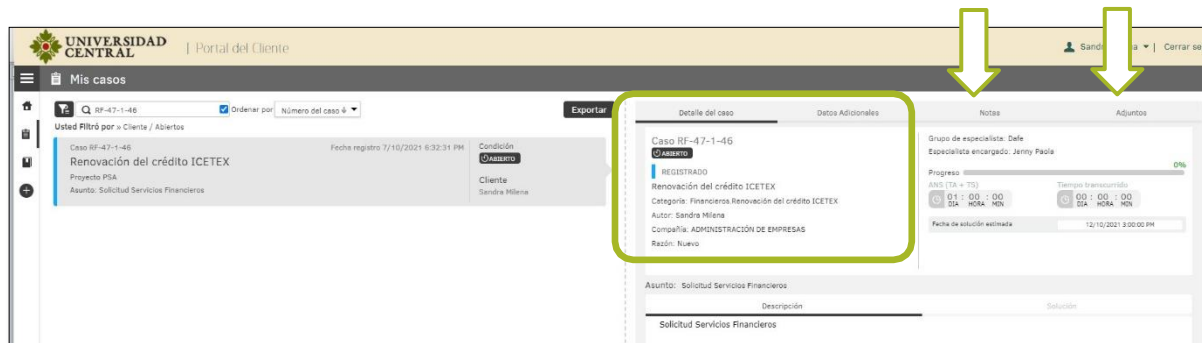 UNIVERSIDAD
CENTRAL
| Portal del Cliente
Cerrar se
Mis casos
RF-47-1-46
Ordenar por
Número del caso
Exportar
Usted Filtró por » Cliente / Abiertos
Caso RF-47-1-46
Fecha registro 7/10/2021 6:32:31 PM
Renovación del crédito ICETEX
Proyecto PSA
Asunto: Solicitud Servicios Financieros
Condición
ABIERTO
Cliente
Sandra Milena
Detalle del caso
Datos Adicionales
Notas
Adjuntos
Caso RF-47-1-46
ABIERTO
REGISTRADO
Renovación del crédito ICETEX
Categoría: Financieros.Renovación del crédito ICETEX
Autor: Sandra Milena
Compañía: ADMINISTRACIÓN DE EMPRESAS
Razón: Nuevo
Grupo de especialista: Dafe
Especialista encargado: Jenny Paola
0%
Progreso
ANS (TA + TS)
Tiempo transcurrido
01 : 00 : 00
DIA HORA MIN
00 : 00 : 00
DIA HORA MIN
Fecha de solución estimada
12/10/2021 3:00:00 PM
Asunto: Solicitud Servicios Financieros
Descripción
Solución
Solicitud Servicios Financieros